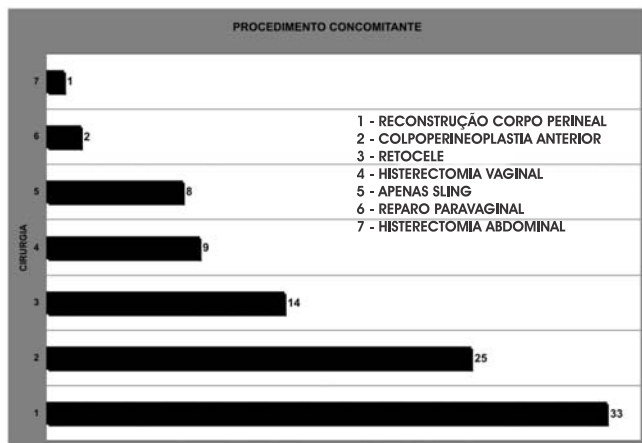 PROCEDIMENTO CONCOMITANTE
7
1
1 - RECONSTRUÇÃO CORPO PERINEAL
6
2
2 - COLPOPERINEOPLASTIA ANTERIOR
3 - RETOCELE
4 - HISTERECTOMIA VAGINAL
5
8
5 - APENAS SLING
6 - REPARO PARAVAGINAL
7 - HISTERECTOMIA ABDOMINAL
CIRURGIA
4
9
3
14
2
25
1
33